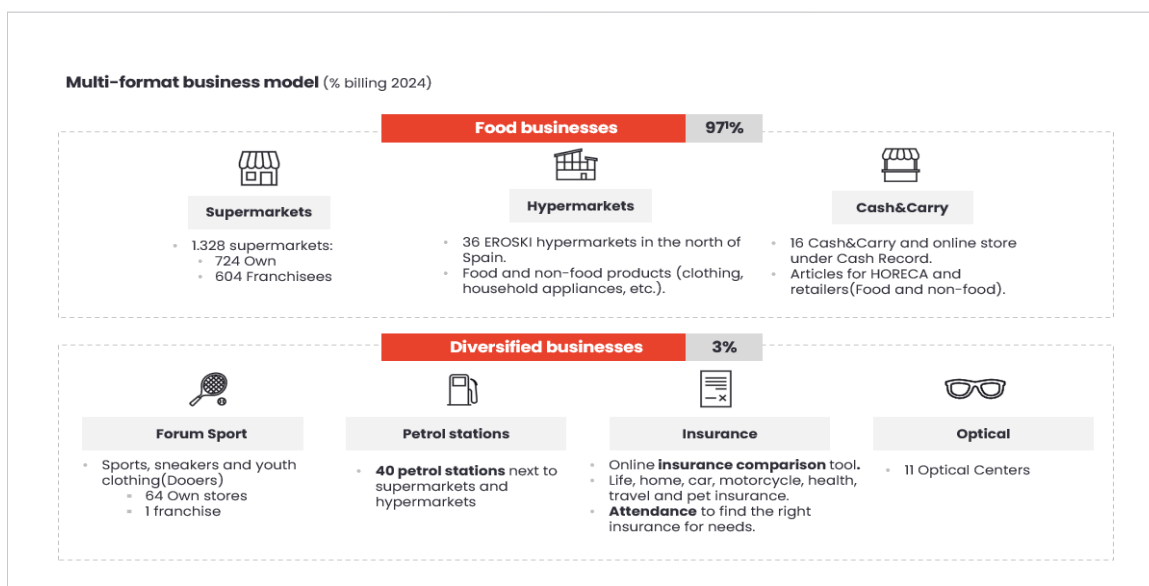 Multi-format business model (% billing 2024)
Food businesses 97¹%
Supermarkets
• 1.328 supermarkets:
• 724 Own
• 604 Franchisees
Hypermarkets
• 36 EROSKI hypermarkets in the north of
Spain.
• Food and non-food products (clothing,
household appliances, etc.).
Cash&Carry
• 16 Cash&Carry and online store
under Cash Record.
• Articles for HORECA and
retailers(Food and non-food).
Diversified businesses 3%
Forum Sport
• Sports, sneakers and youth
clothing(Dooers)
▪ 64 Own stores
▪ 1 franchise
Petrol stations
• 40 petrol stations next to
supermarkets and
hypermarkets
Insurance
• Online insurance comparison tool.
• Life, home, car, motorcycle, health,
travel and pet insurance.
• Attendance to find the right
insurance for needs.
Optical
• 11 Optical Centers